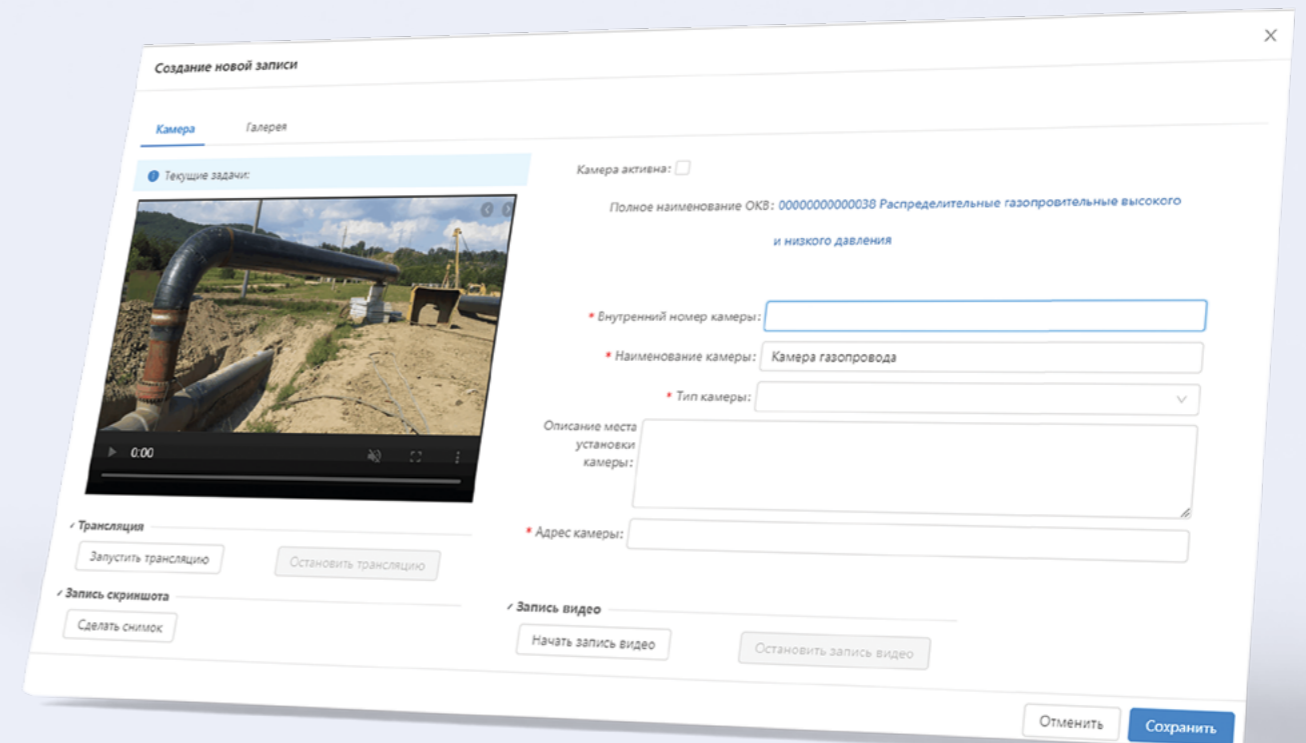 Создание новой записи
Камера
Галерея
Текущие задачи:
0:00
Трансляция
Запустить трансляцию
Остановить трансляцию
Запись скриншота
Сделать снимок
Камера активна:
Полное наименование ОКВ: 00000000000038 Распределительные газопровительные высокого
и низкого давления
* Внутренний номер камеры:
* Наименование камеры: Камера газопровода
* Тип камеры:
Описание места
установки
камеры:
* Адрес камеры:
Запись видео
Начать запись видео
Остановить запись видео
Отменить
Сохранить